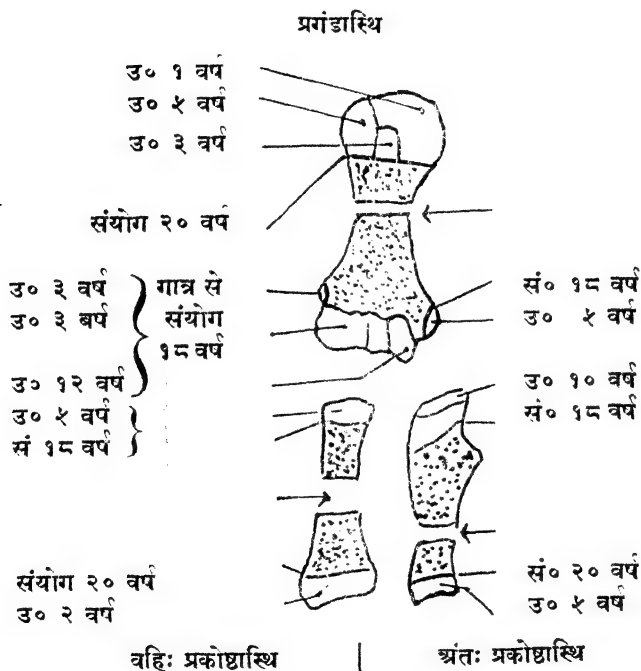 प्रगंडास्थि
उ० १ वर्ष
उ० ५ वर्ष
उ० ३ वर्ष
संयोग २० वर्ष
उ० ३ वर्ष
उ० ३ बर्ष
उ० १२ वर्ष
गात्र से
संयोग
१८ वर्ष
उ० ५ वर्ष
सं १८ वर्ष
सं० १८ वर्ष
उ० ५ वर्ष
उ० १० वर्ष
सं० १८ वर्ष
संयोग २० वर्ष
उ० २ वर्ष
सं० २० वर्ष
उ० ५ वर्ष
वहिः प्रकोष्ठास्थि | अंतः प्रकोष्ठास्थि